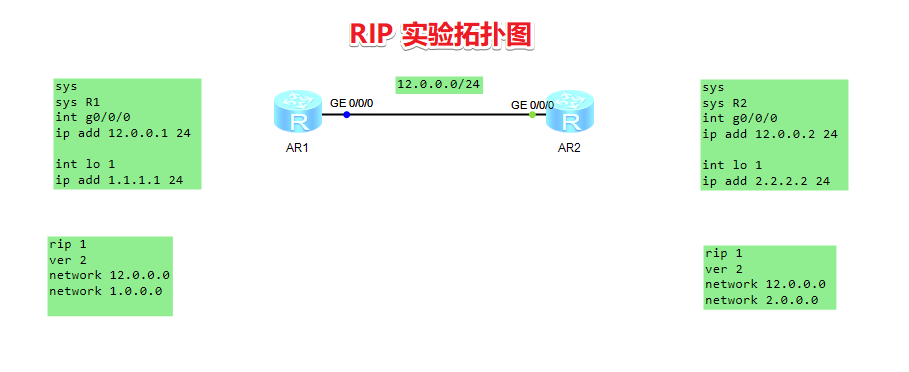 RIP 实验拓扑图
sys
sys R1
int g0/0/0
ip add 12.0.0.1 24
int lo 1
ip add 1.1.1.1 24
12.0.0.0/24
GE 0/0/0
GE 0/0/0
R
R
AR1
AR2
sys
sys R2
int g0/0/0
ip add 12.0.0.2 24
int lo 1
ip add 2.2.2.2 24
rip 1
ver 2
network 12.0.0.0
network 1.0.0.0
rip 1
ver 2
network 12.0.0.0
network 2.0.0.0